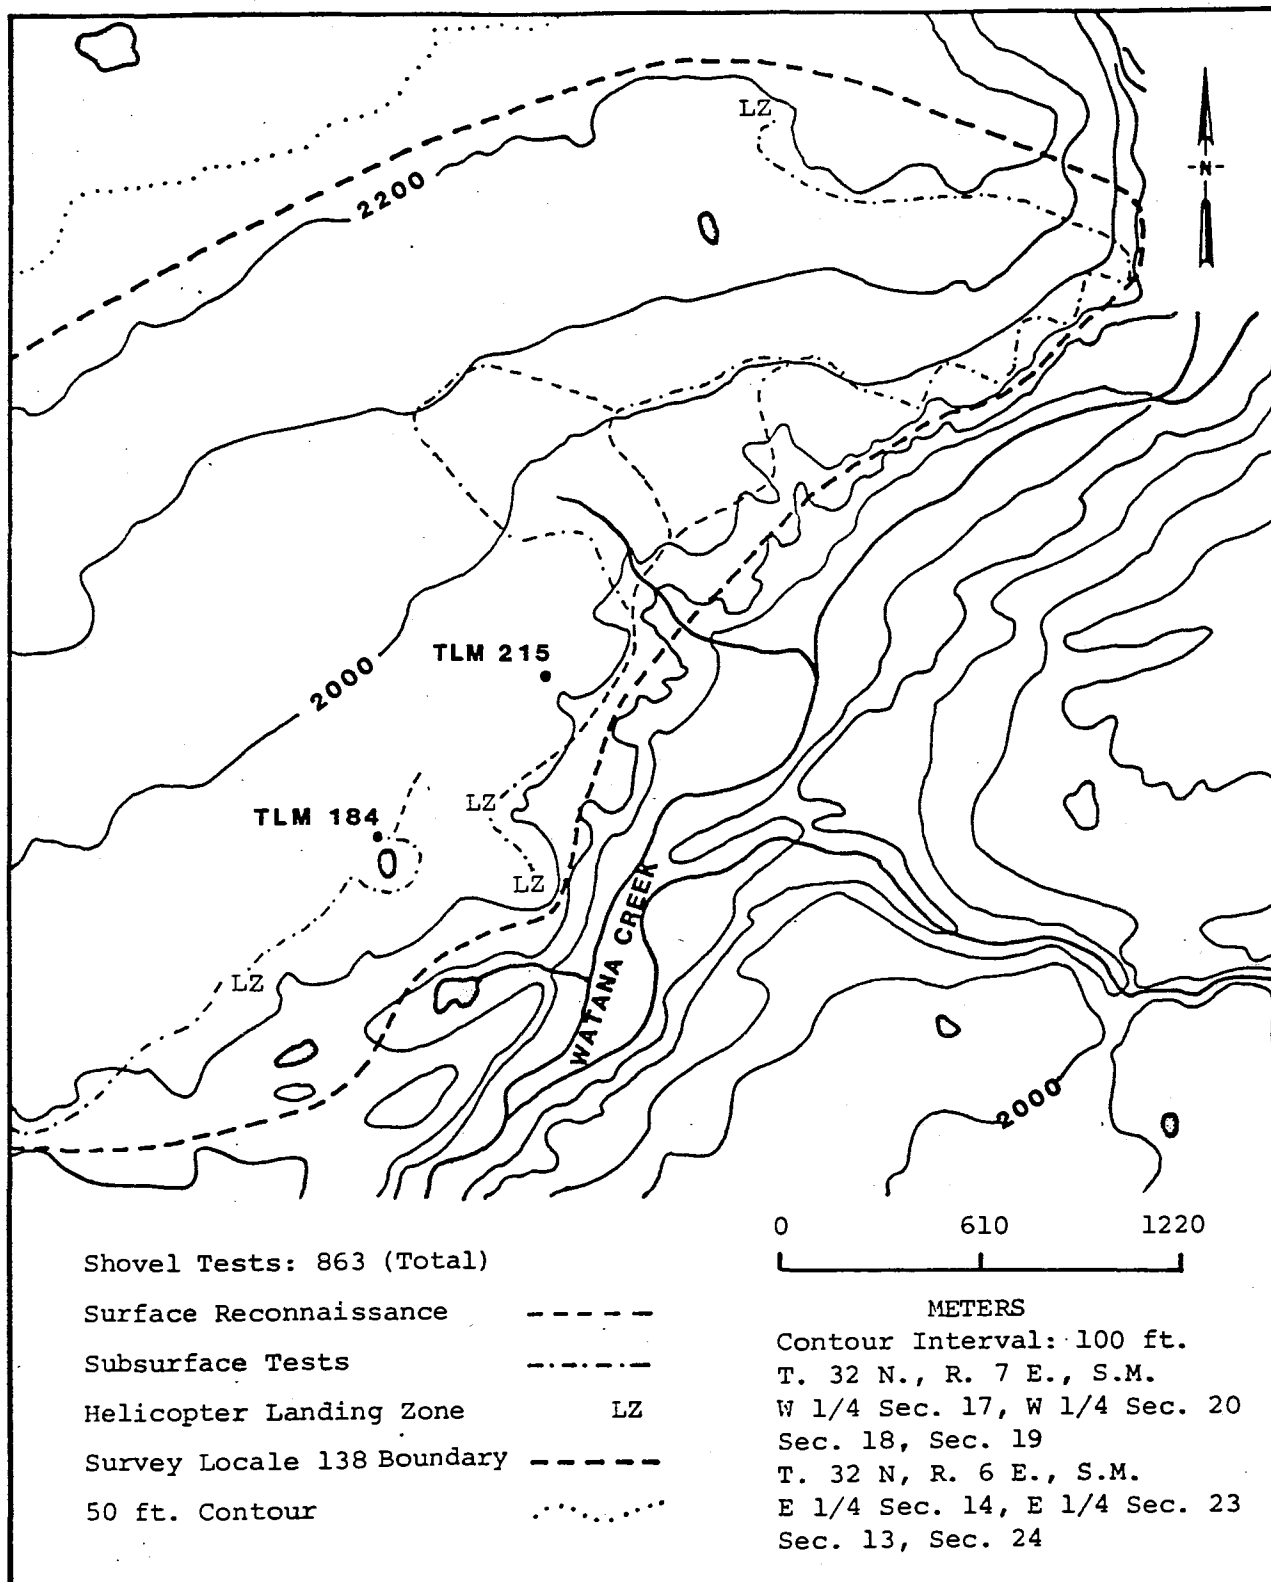 LZ
N
2200
TLM 215
2000
LZ
TLM 184
LZ
WATANA CREEK
LZ
2000
0 610 1220
METERS
Shovel Tests: 863 (Total)
Surface Reconnaissance
Subsurface Tests
Helicopter Landing Zone LZ
Survey Locale 138 Boundary
50 ft. Contour
Contour Interval: 100 ft.
T. 32 N., R. 7 E., S.M.
W 1/4 Sec. 17, W 1/4 Sec. 20
Sec. 18, Sec. 19
T. 32 N, R. 6 E., S.M.
E 1/4 Sec. 14, E 1/4 Sec. 23
Sec. 13, Sec. 24